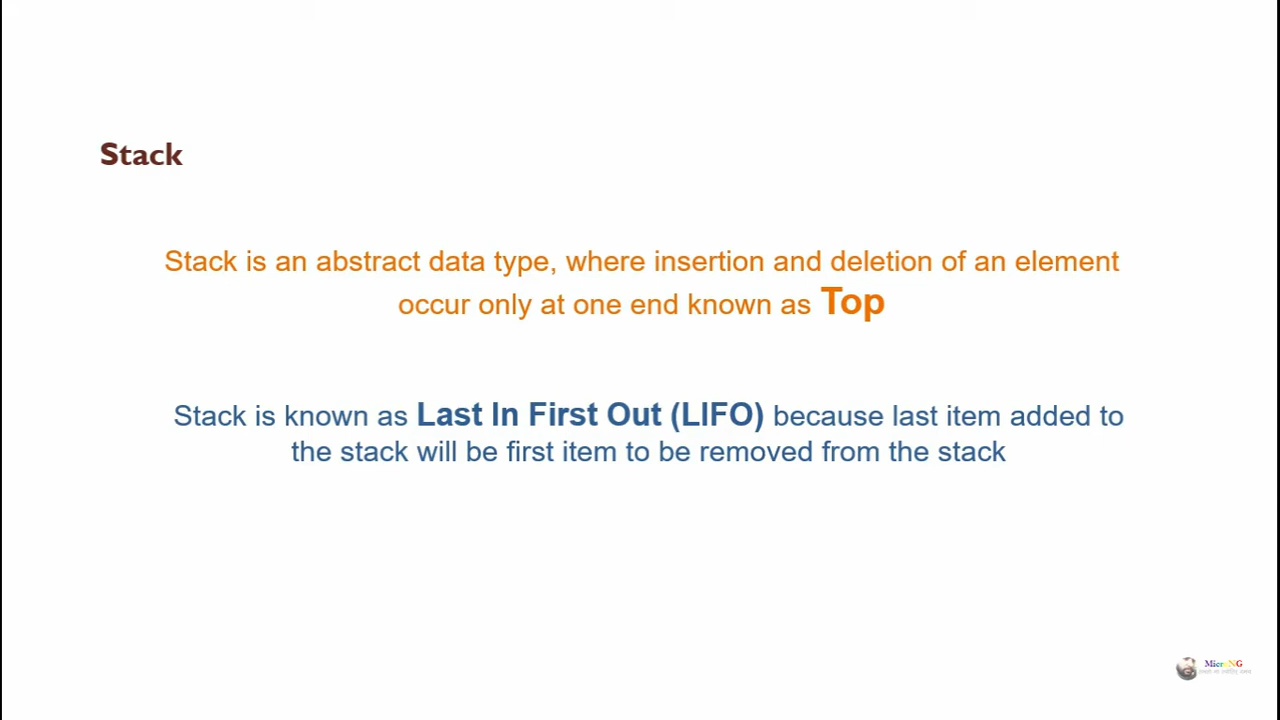 Stack
Stack is an abstract data type, where insertion and deletion of an element
occur only at one end known as Top
Stack is known as Last In First Out (LIFO) because last item added to
the stack will be first item to be removed from the stack
MicroNG